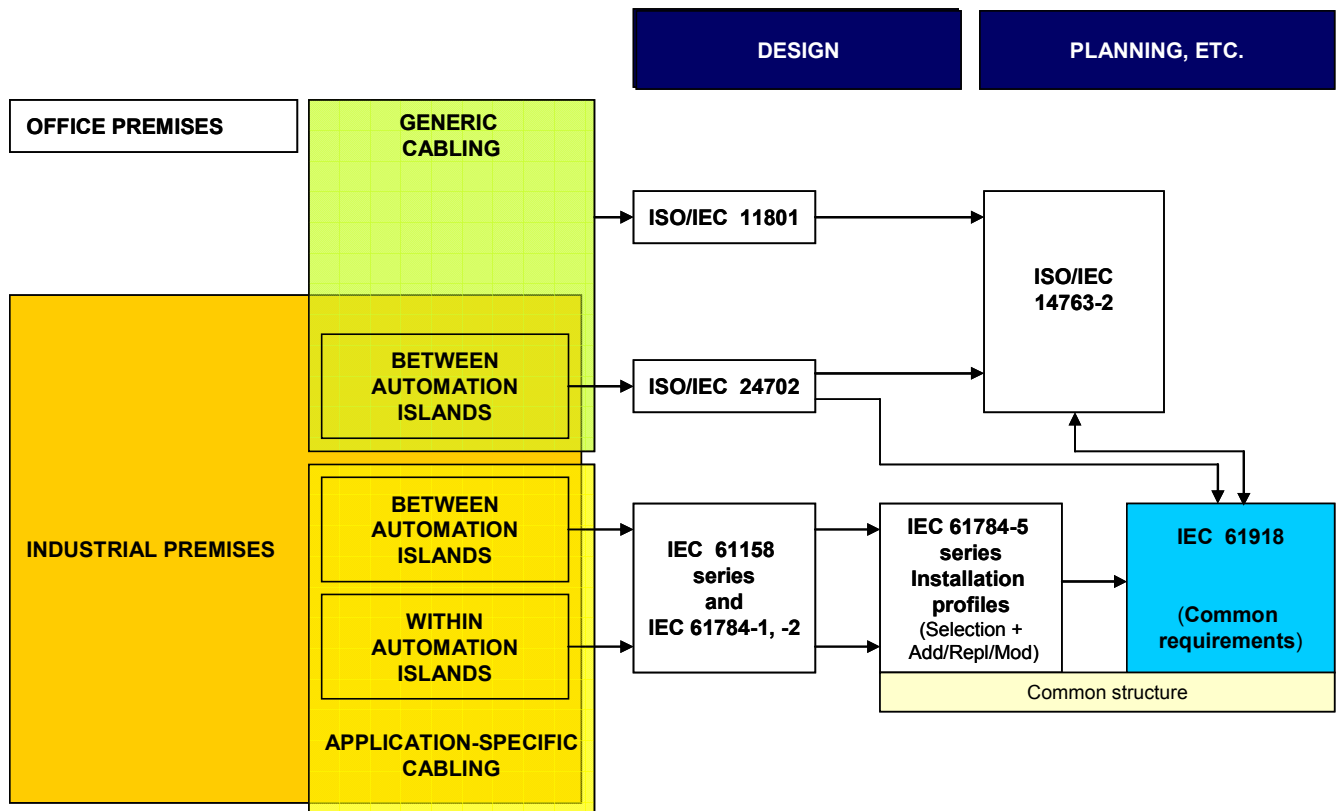 DESIGN
PLANNING, ETC.
OFFICE PREMISES
GENERIC
CABLING
ISO/IEC 11801
ISO/IEC
14763-2
BETWEEN
AUTOMATION
ISLANDS
ISO/IEC 24702
INDUSTRIAL PREMISES
BETWEEN
AUTOMATION
ISLANDS
WITHIN
AUTOMATION
ISLANDS
APPLICATION-SPECIFIC
CABLING
IEC 61158
series
and
IEC 61784-1, -2
IEC 61784-5
series
Installation
profiles
(Selection +
Add/Repl/Mod)
IEC 61918
(Common
requirements)
Common structure